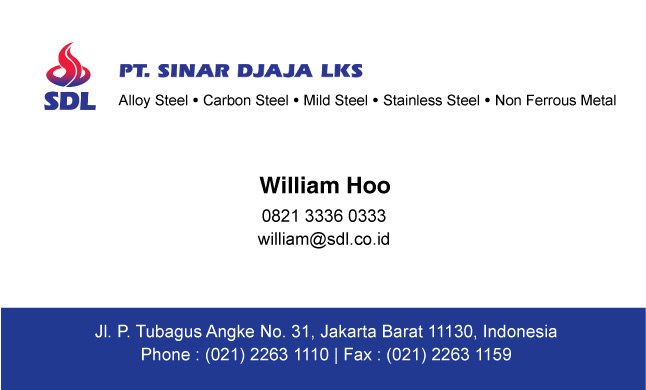 SDL
PT. SINAR DJAJA LKS
Alloy Steel • Carbon Steel • Mild Steel • Stainless Steel • Non Ferrous Metal
William Hoo
0821 3336 0333
william@sdl.co.id
Jl. P. Tubagus Angke No. 31, Jakarta Barat 11130, Indonesia
Phone : (021) 2263 1110 | Fax : (021) 2263 1159